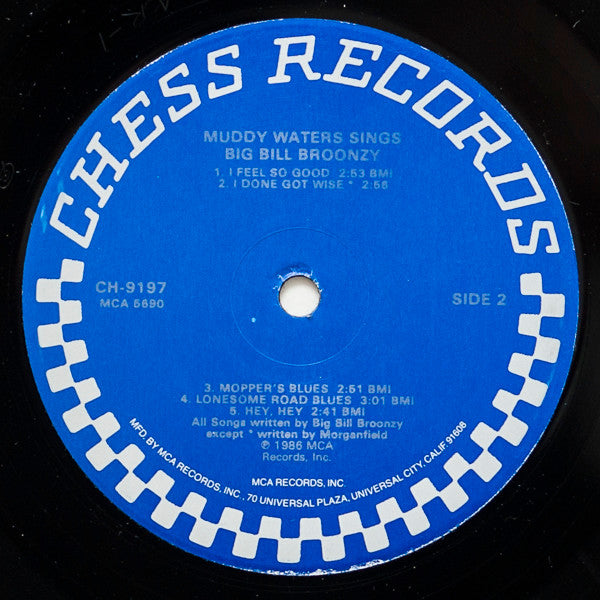 CHESS RECORDS
MUDDY WATERS SINGS
BIG BILL BROONZY
1. I FEEL SO GOOD 2:53 BMI
2. I DONE GOT WISE * 2:58
CH-9197
MCA 5690
SIDE 2
3. MOPPER'S BLUES 2:51 BMI
4. LONESOME ROAD BLUES 3:01 BMI
5. HEY, HEY 2:41 BMI
All Songs written by Big Bill Broonzy
except * written by Morganfield
℗ 1986 MCA
Records, Inc.
MCA RECORDS, INC.
MFD. BY MCA RECORDS, INC., 70 UNIVERSAL PLAZA, UNIVERSAL CITY, CALIF. 91608